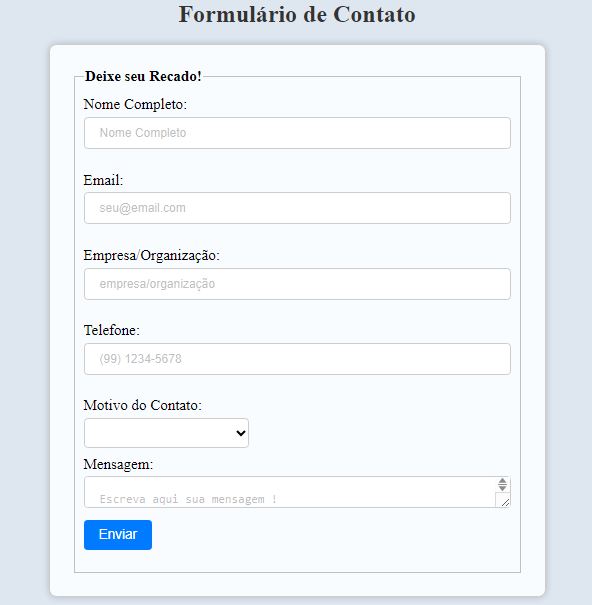 Formulário de Contato
Deixe seu Recado!
Nome Completo:
Nome Completo
Email:
seu@email.com
Empresa/Organização:
empresa/organização
Telefone:
(99) 1234-5678
Motivo do Contato:
Mensagem:
Escreva aqui sua mensagem !
Enviar